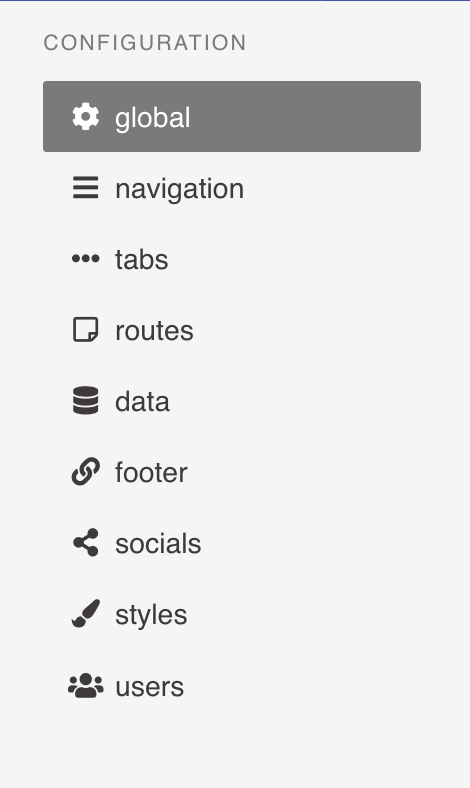 CONFIGURATION
global
navigation
tabs
routes
data
footer
socials
styles
users